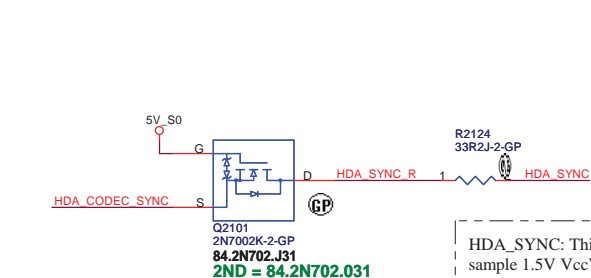 5V_S0
G
HDA_CODEC_SYNC
S
D
HDA_SYNC_R
1
R2124
33R2J-2-GP
HDA_SYNC
GP
Q2101
2N7002K-2-GP
84.2N702.J31
2ND = 84.2N702.031
HDA_SYNC: Thi
sample 1.5V Vcc